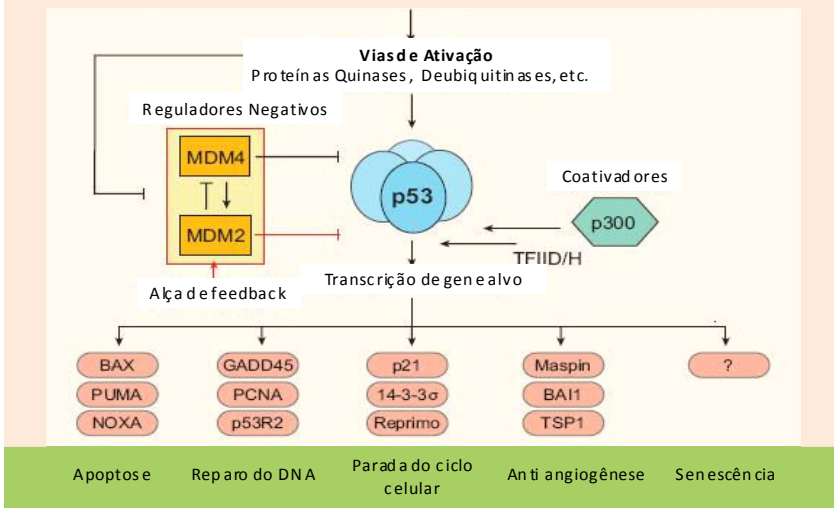 Vias de Ativação
Proteínas Quinases, Deubiquitinases, etc.
Reguladores Negativos
MDM4
p53
Coativadores
p300
MDM2
TFIID/H
Alça de feedback
Transcrição de gene alvo
BAX
GADD45
p21
Maspin
?
PUMA
PCNA
14-3-3σ
BAI1
NOXA
p53R2
Reprimo
TSP1
Apoptose
Reparo do DNA
Parada do ciclo
celular
Anti angiogênese
Senescência